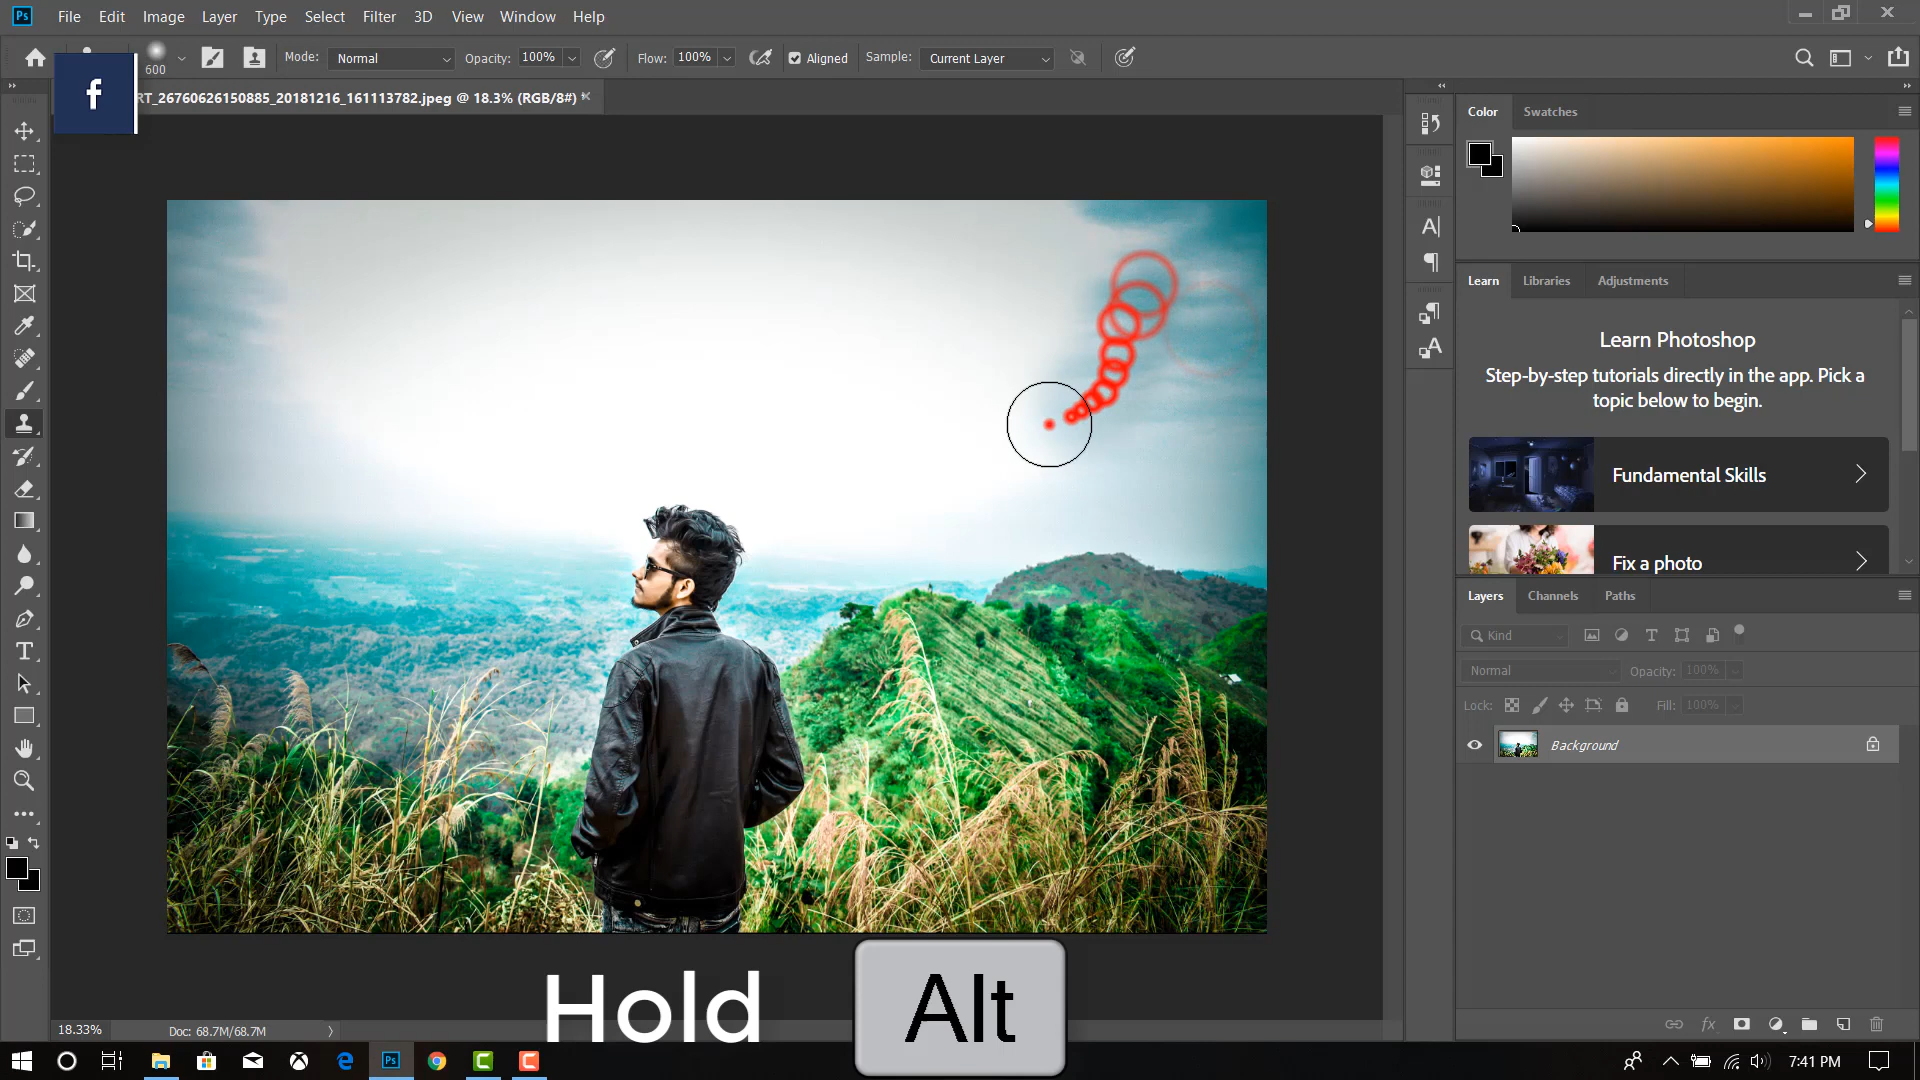 Ps File Edit Image Layer Type Select Filter 3D View Window Help
600 Mode: Normal Opacity: 100% Flow: 100% Aligned Sample: Current Layer
f
RT_26760626150885_20181216_161113782.jpeg @ 18.3% (RGB/8#)
Color Swatches
Learn Libraries Adjustments
Learn Photoshop
Step-by-step tutorials directly in the app. Pick a
topic below to begin.
Fundamental Skills
Fix a photo
Layers Channels Paths
Kind
Normal Opacity: 100%
Lock: Fill: 100%
Background
Hold Alt
18.33% Doc: 68.7M/68.7M
fx
Ps
7:41 PM